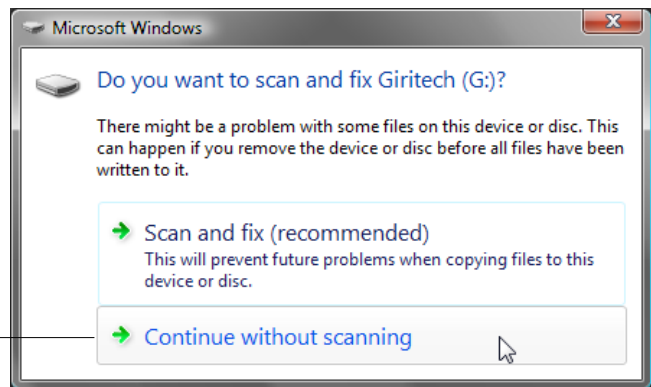 Microsoft Windows
Do you want to scan and fix Giritech (G:)?
There might be a problem with some files on this device or disc. This
can happen if you remove the device or disc before all files have been
written to it.
Scan and fix (recommended)
This will prevent future problems when copying files to this
device or disc.
Continue without scanning